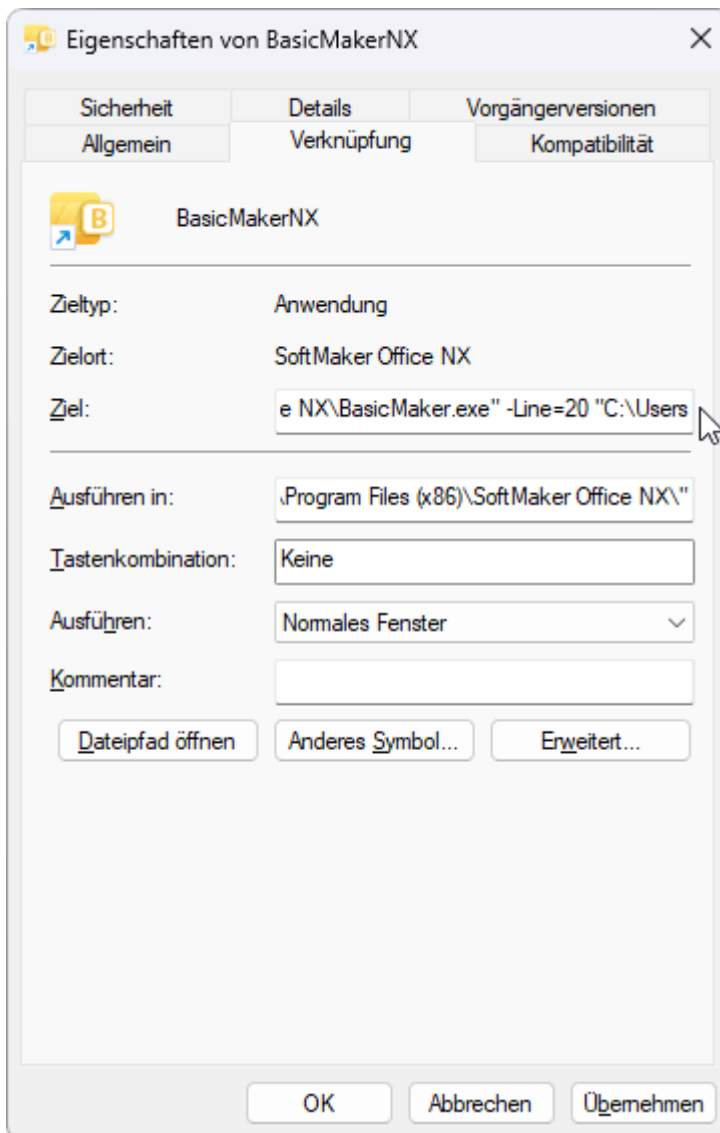 Eigenschaften von BasicMakerNX
Sicherheit Details Vorgängerversionen
Allgemein Verknüpfung Kompatibilität
B
BasicMakerNX
Zieltyp: Anwendung
Zielort: SoftMaker Office NX
Ziel: e NX\BasicMaker.exe" -Line=20 "C:\Users
Ausführen in: \Program Files (x86)\SoftMaker Office NX\"
Tastenkombination: Keine
Ausführen: Normales Fenster
Kommentar:
Dateipfad öffnen Anderes Symbol... Erweitert...
OK Abbrechen Übernehmen